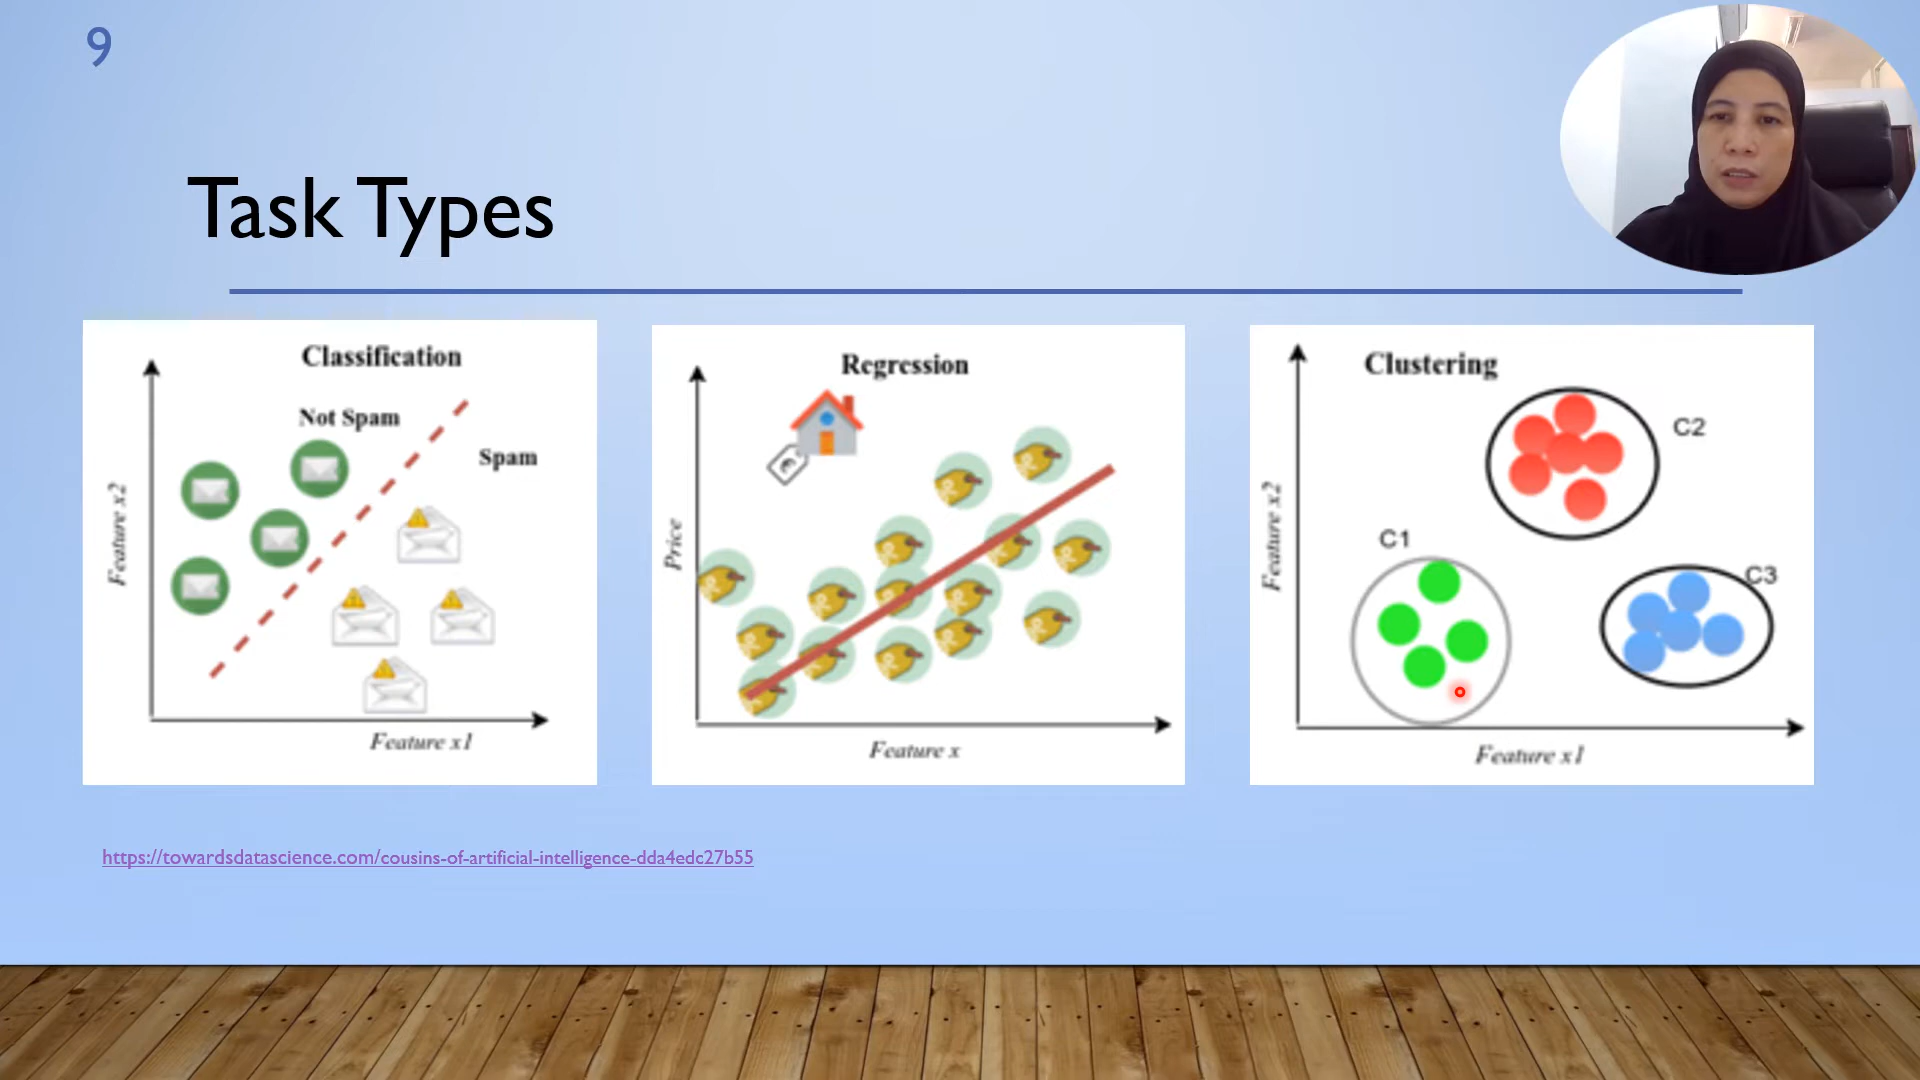 9
Task Types
Classification
Not Spam
Spam
Feature x2
Feature x1
Regression
Price
Feature x
Clustering
C2
C1
C3
Feature x2
Feature x1
https://towardsdatascience.com/cousins-of-artificial-intelligence-dda4edc27b55